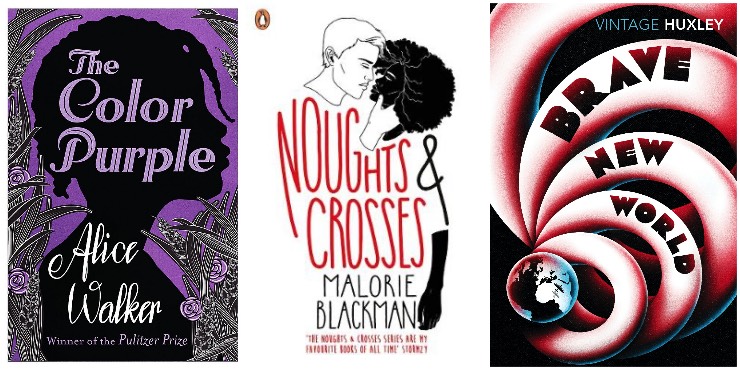 The
Color
Purple
Alice
Walker
Winner of the Pulitzer Prize
NOUGHTS
&
CROSSES
MALORIE
BLACKMAN
'THE NOUGHTS & CROSSES SERIES ARE MY
FAVOURITE BOOKS OF ALL TIME' STORMZY
VINTAGE HUXLEY
BRAVE
NEW
WORLD